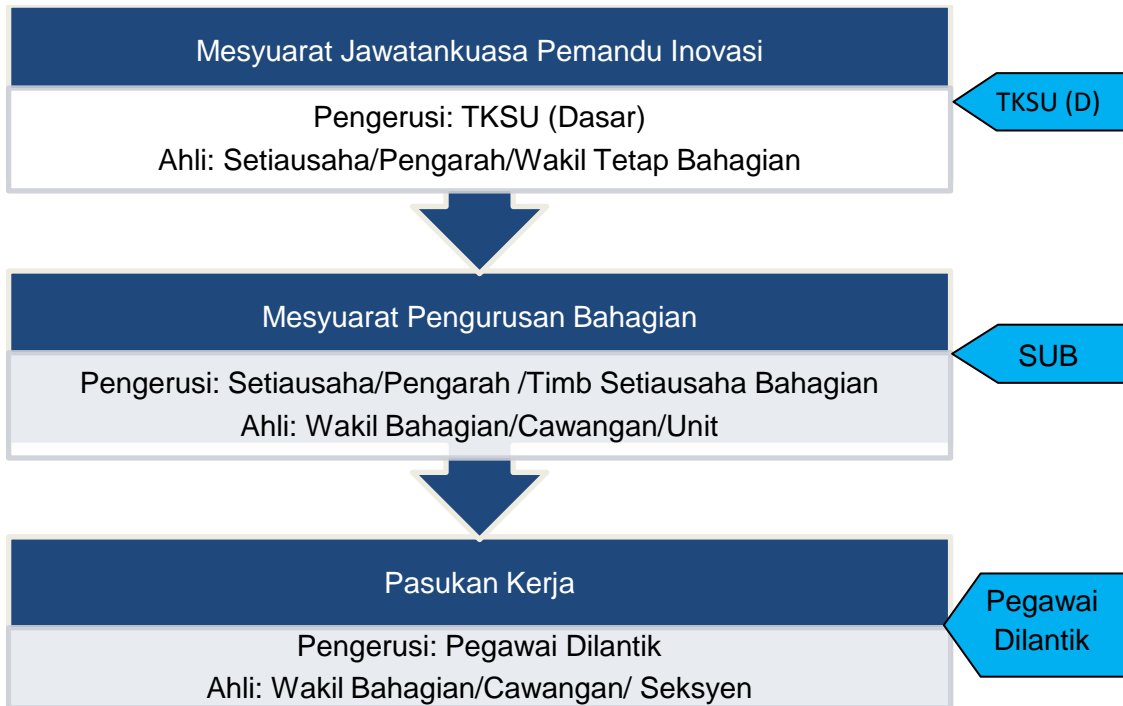 Mesyuarat Jawatankuasa Pemandu Inovasi
Pengerusi: TKSU (Dasar)
Ahli: Setiausaha/Pengarah/Wakil Tetap Bahagian
TKSU (D)
Mesyuarat Pengurusan Bahagian
Pengerusi: Setiausaha/Pengarah /Timb Setiausaha Bahagian
Ahli: Wakil Bahagian/Cawangan/Unit
SUB
Pasukan Kerja
Pengerusi: Pegawai Dilantik
Ahli: Wakil Bahagian/Cawangan/ Seksyen
Pegawai
Dilantik